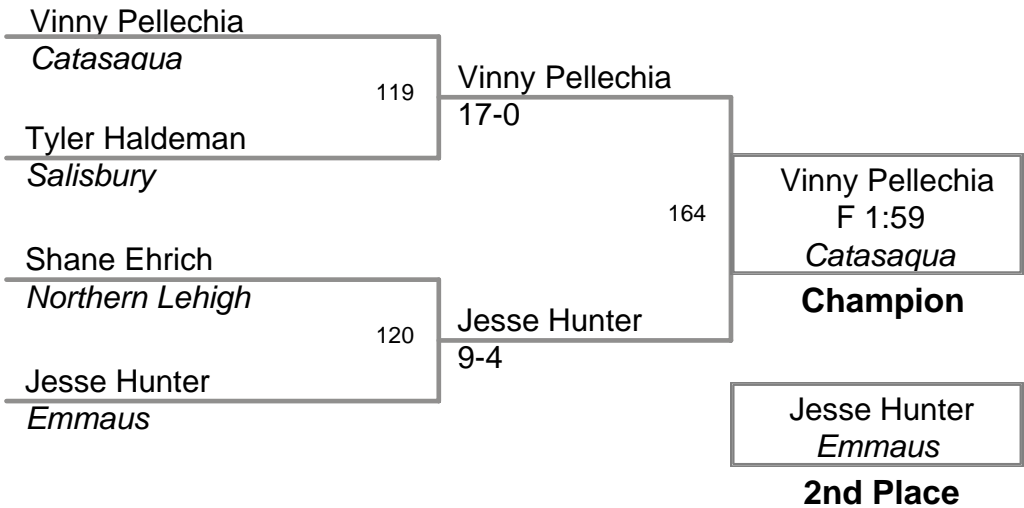 Vinny Pellechia
Catasaqua
119
Tyler Haldeman
Salisbury
Vinny Pellechia
17-0
164
Shane Ehrich
Northern Lehigh
120
Jesse Hunter
Emmaus
Jesse Hunter
9-4
Vinny Pellechia
F 1:59
Catasaqua
Champion
Jesse Hunter
Emmaus
2nd Place